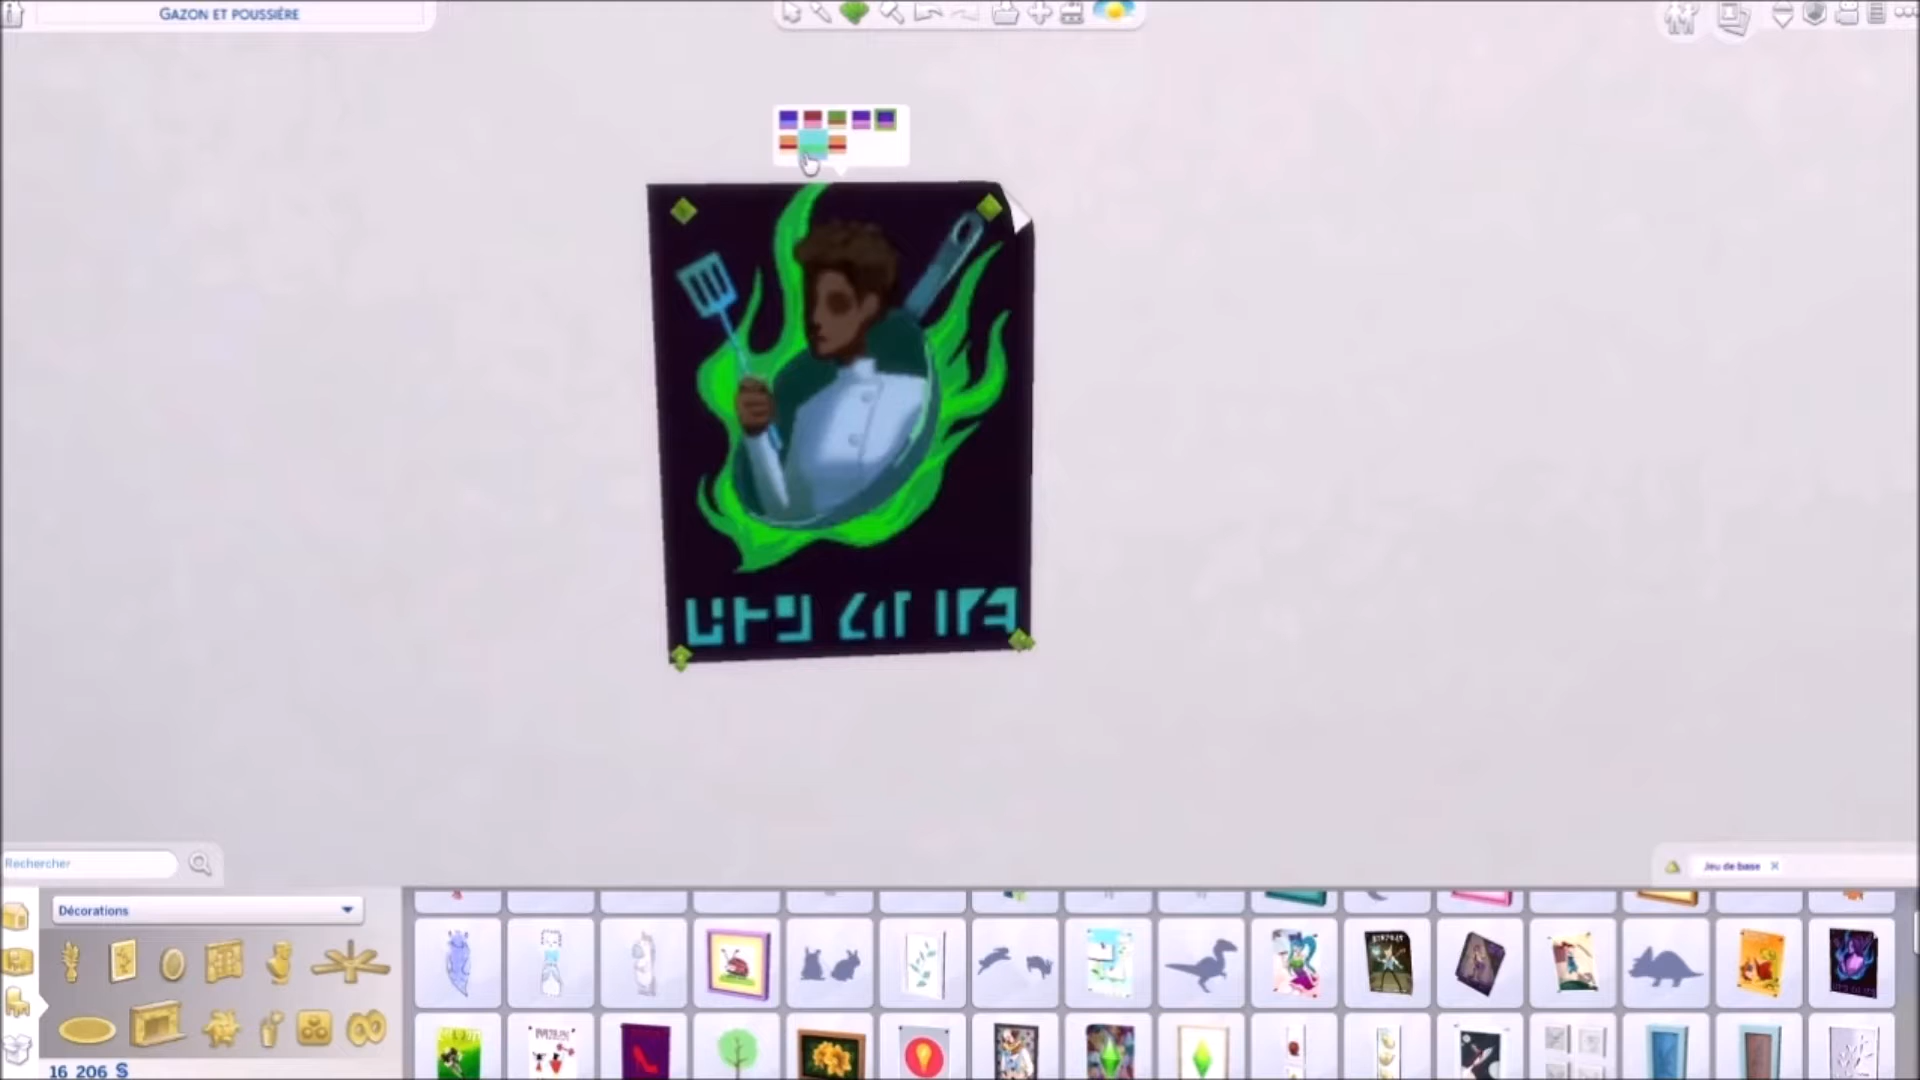 GAZON ET POUSSIÈRE
Rechercher
Jeu de base
Décorations
16 206 S